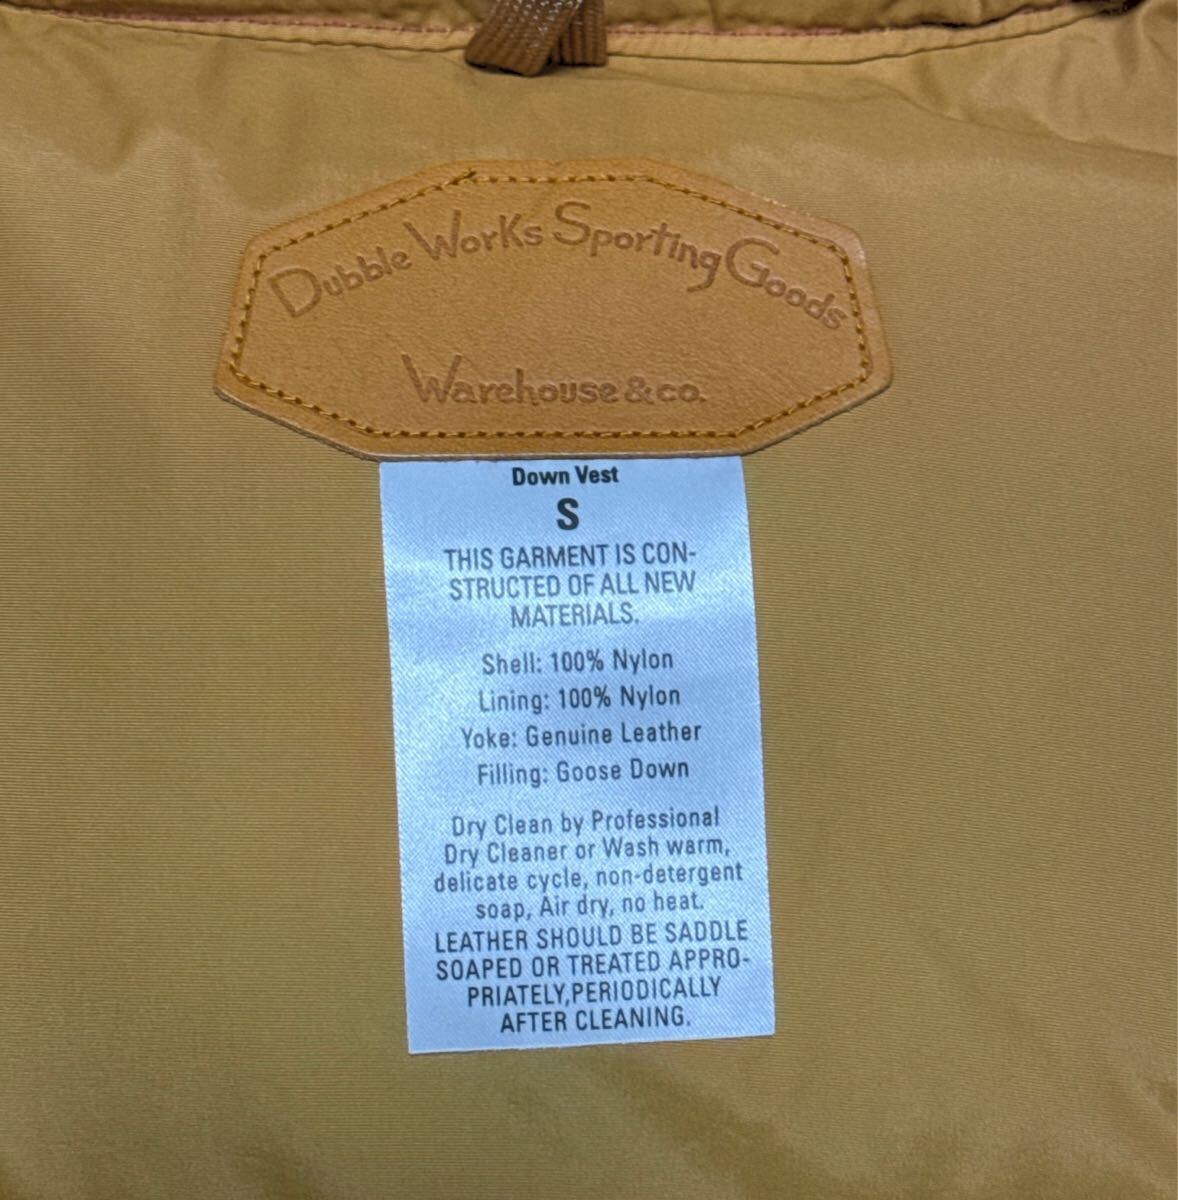 Dubble Works Sporting Goods
Warehouse & co.
Down Vest
S
THIS GARMENT IS CON-
STRUCTED OF ALL NEW
MATERIALS.
Shell: 100% Nylon
Lining: 100% Nylon
Yoke: Genuine Leather
Filling: Goose Down
Dry Clean by Professional
Dry Cleaner or Wash warm,
delicate cycle, non-detergent
soap, Air dry, no heat.
LEATHER SHOULD BE SADDLE
SOAPED OR TREATED APPRO-
PRIATELY,PERIODICALLY
AFTER CLEANING.